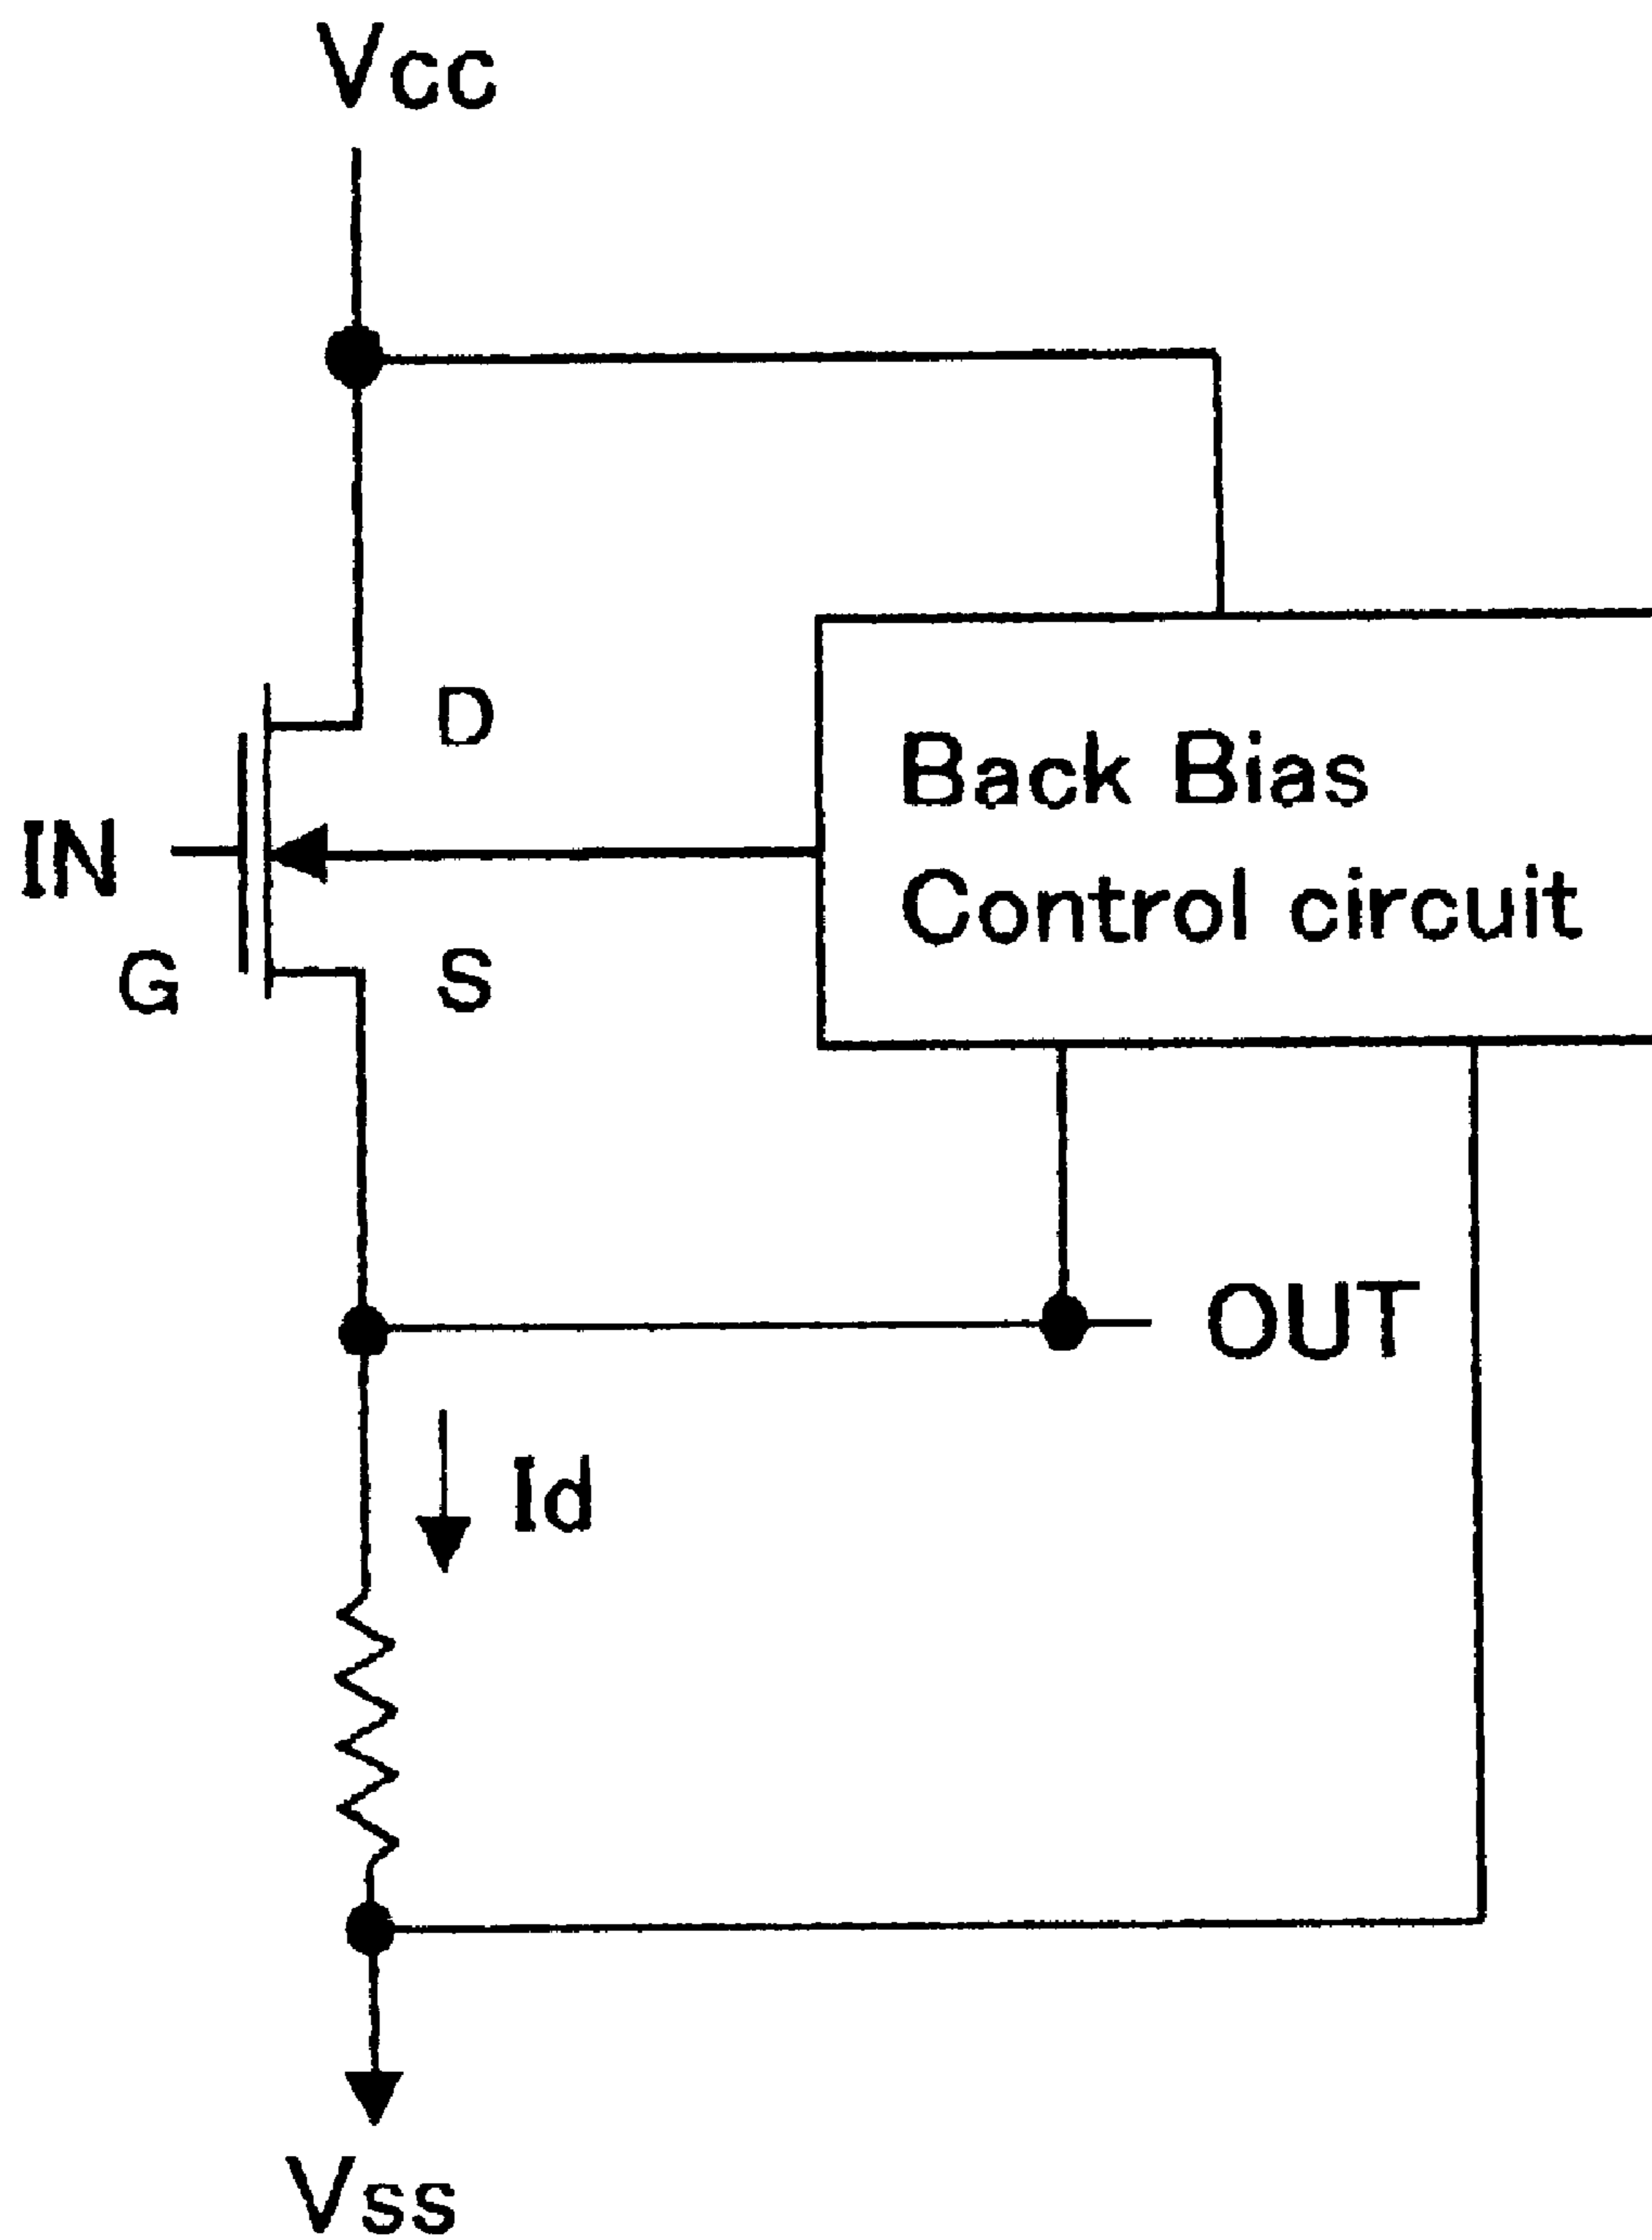 Vcc
D
Back Bias
IN
Control circuit
G
S
OUT
Id
Vss